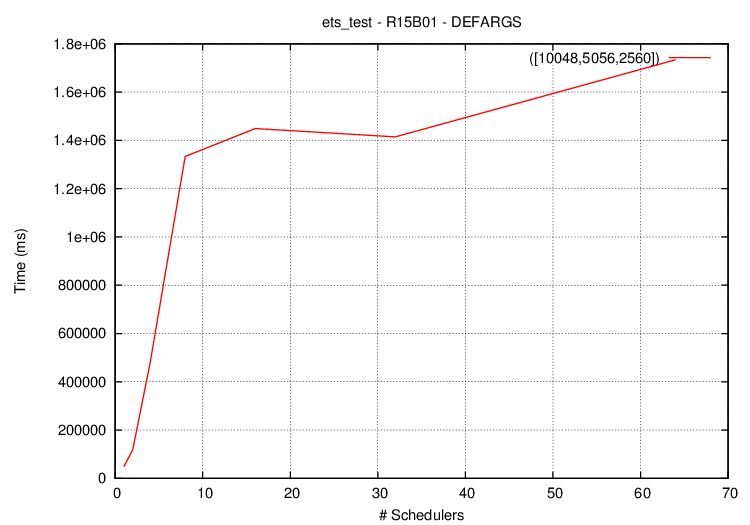 ets_test - R15B01 - DEFARGS
1.8e+06
([10048,5056,2560])
1.6e+06
1.4e+06
1.2e+06
1e+06
Time (ms)
800000
600000
400000
200000
0
0 10 20 30 40 50 60 70
# Schedulers